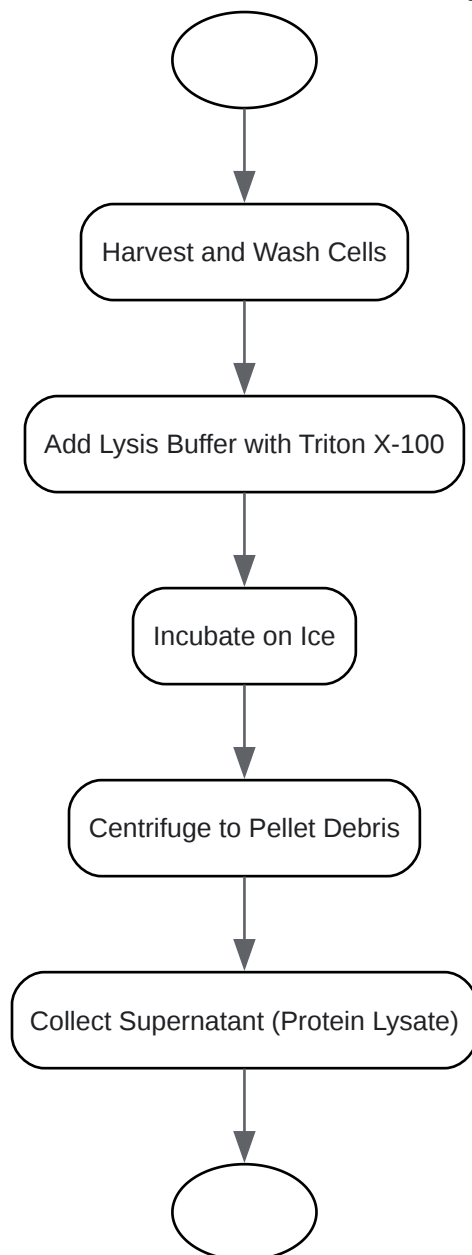 Harvest and Wash Cells
Add Lysis Buffer with Triton X-100
Incubate on Ice
Centrifuge to Pellet Debris
Collect Supernatant (Protein Lysate)